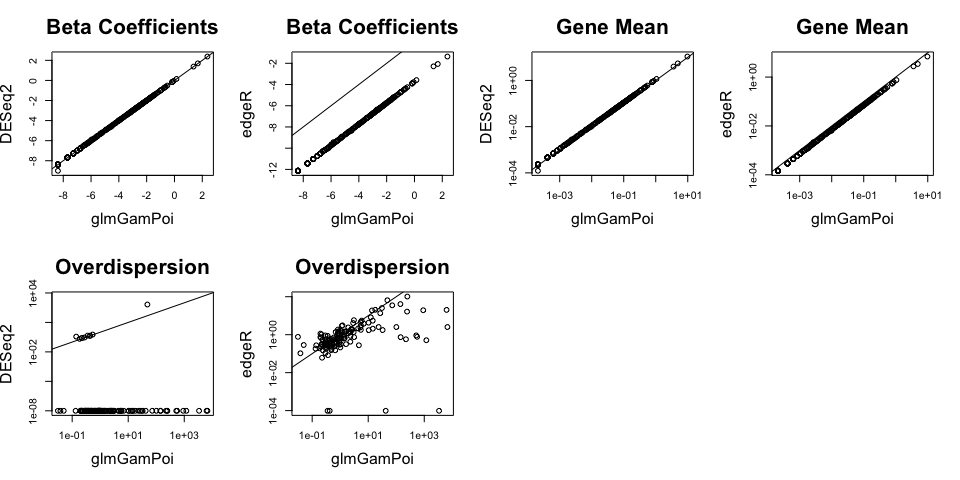 Beta Coefficients
DESeq2
2
0
-2
-4
-6
-8
-8 -6 -4 -2 0 2
glmGamPoi
Beta Coefficients
edgeR
-2
-4
-6
-8
-12
-8 -6 -4 -2 0 2
glmGamPoi
Gene Mean
DESeq2
1e+00
1e-02
1e-04
1e-03 1e-01 1e+01
glmGamPoi
Gene Mean
edgeR
1e+00
1e-02
1e-04
1e-03 1e-01 1e+01
glmGamPoi
Overdispersion
DESeq2
1e+04
1e-02
1e-08
1e-01 1e+01 1e+03
glmGamPoi
Overdispersion
edgeR
1e+00
1e-02
1e-04
1e-01 1e+01 1e+03
glmGamPoi